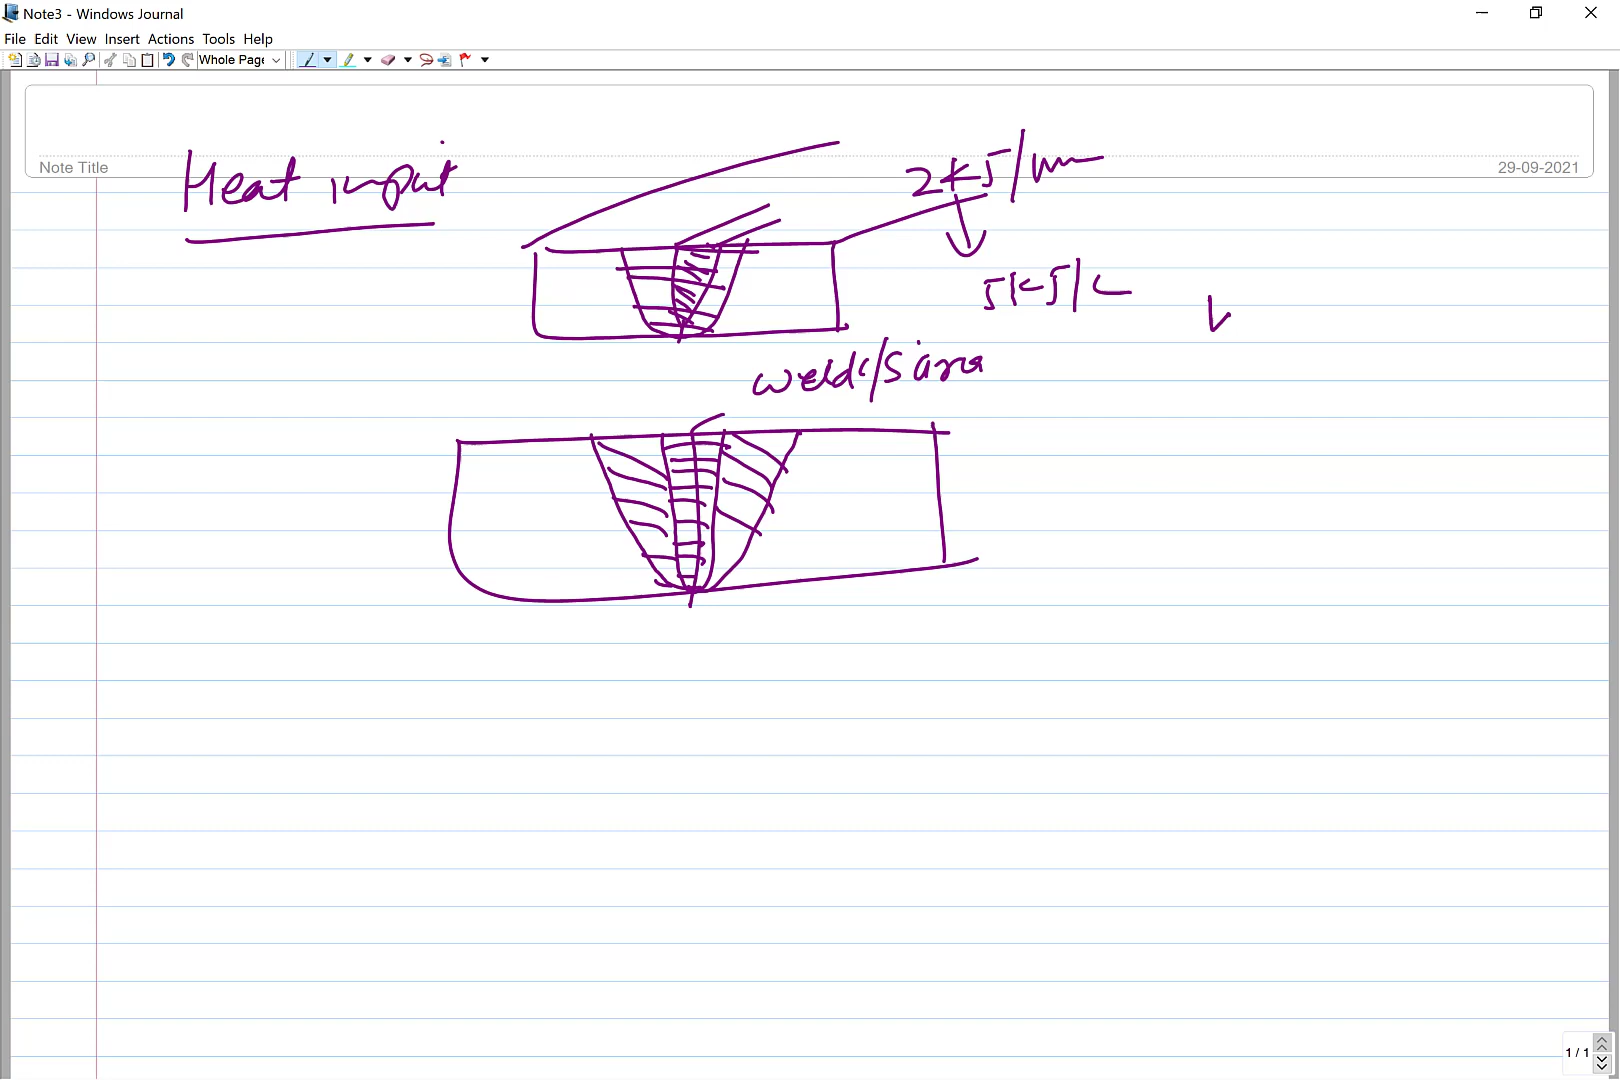 Note3 - Windows Journal
File Edit View Insert Actions Tools Help
Whole Page
Note Title
29-09-2021
Heat input
2kJ/mm
5kJ/
weld/s area
1 / 1